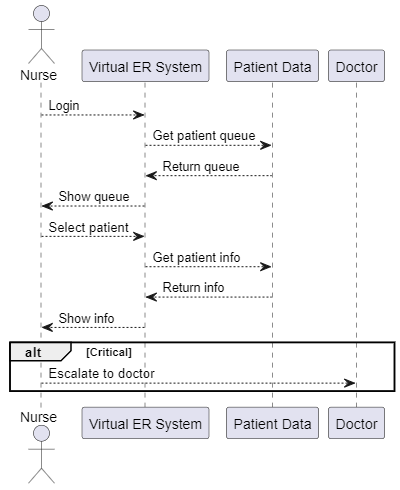 Nurse
Virtual ER System
Patient Data
Doctor
Login
Get patient queue
Return queue
Show queue
Select patient
Get patient info
Return info
Show info
alt
[Critical]
Escalate to doctor
Nurse
Virtual ER System
Patient Data
Doctor